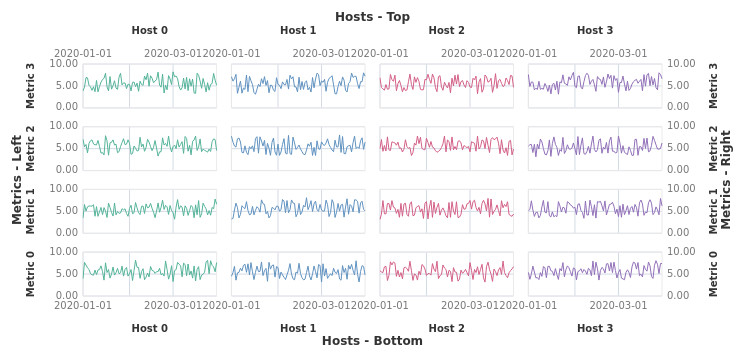 Hosts - Top
Host 0 Host 1 Host 2 Host 3
2020-01-01 2020-03-01 2020-01-01 2020-03-01 2020-01-01 2020-03-01 2020-01-01 2020-03-01
Metrics - Left
Metric 3 10.00 5.00 0.00 10.00 5.00 0.00 Metric 3
Metric 2 10.00 5.00 0.00 10.00 5.00 0.00 Metric 2
Metric 1 10.00 5.00 0.00 10.00 5.00 0.00 Metric 1
Metric 0 10.00 5.00 0.00 10.00 5.00 0.00 Metric 0
Metrics - Right
2020-01-01 2020-03-01 2020-01-01 2020-03-01 2020-01-01 2020-03-01 2020-01-01 2020-03-01
Host 0 Host 1 Host 2 Host 3
Hosts - Bottom